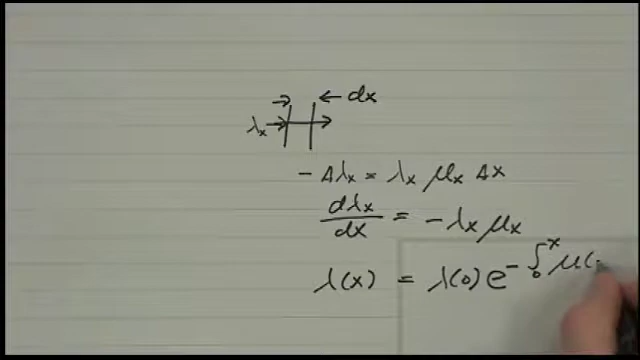 → ← dx
λₓ →
- Δλₓ = λₓ μₓ Δx
dλₓ/dx = - λₓ μₓ
λ(x) = λ(0) e^{-∫₀ˣ μ(